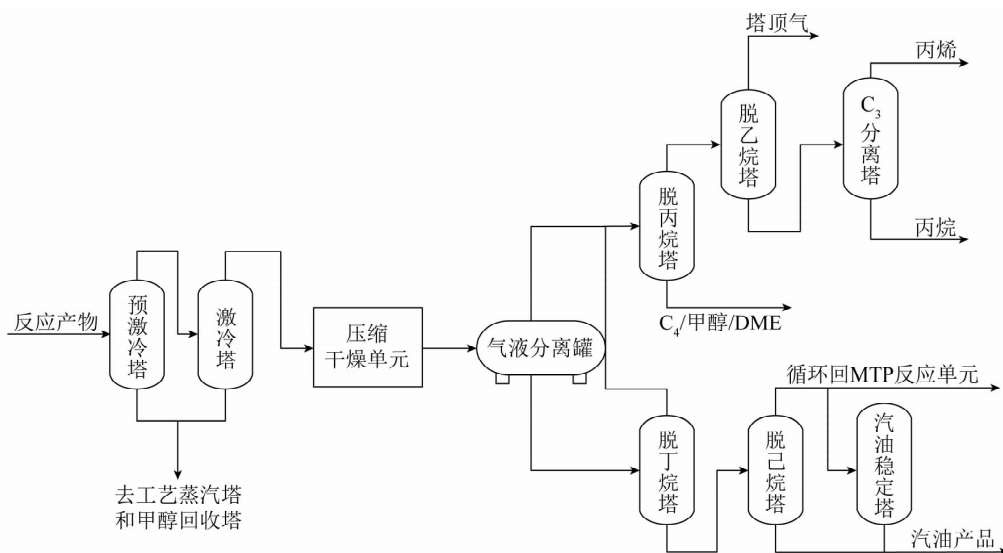 塔顶气
丙烯
脱乙烷塔
C₃分离塔
脱丙烷塔
丙烷
C₄/甲醇/DME
反应产物
预激冷塔
激冷塔
压缩
干燥单元
气液分离罐
循环回MTP反应单元
脱丁烷塔
脱己烷塔
汽油稳定塔
去工艺蒸汽塔
和甲醇回收塔
汽油产品